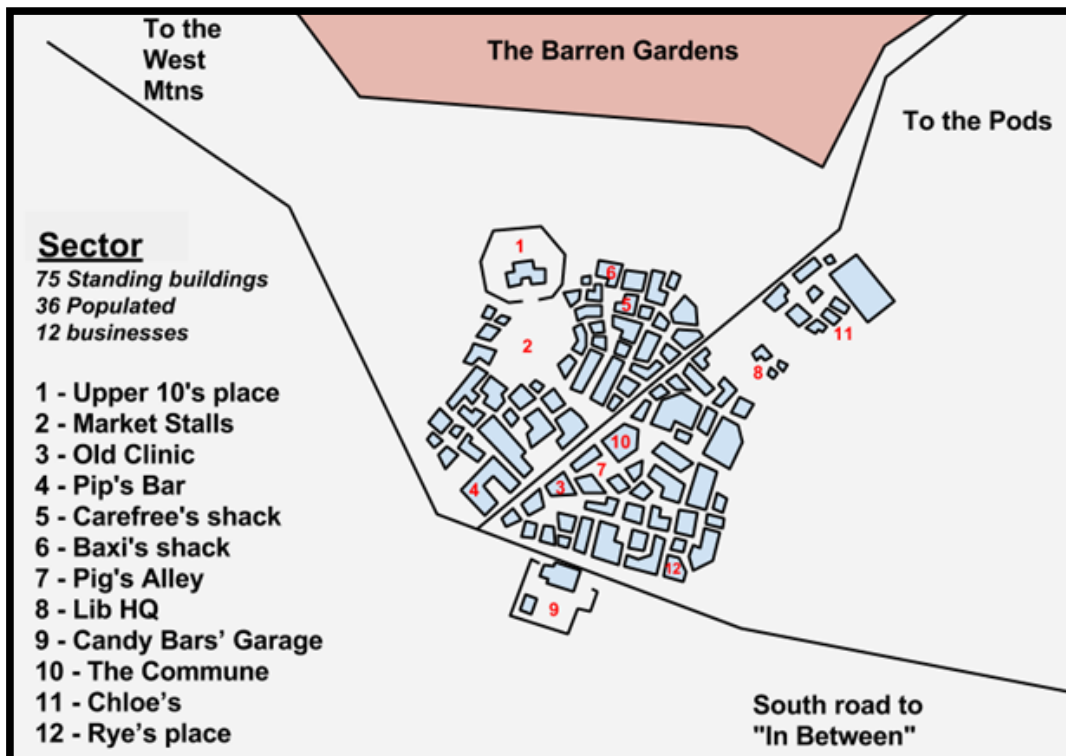 To the
West
Mtns
The Barren Gardens
To the Pods
Sector
75 Standing buildings
36 Populated
12 businesses
1 - Upper 10's place
2 - Market Stalls
3 - Old Clinic
4 - Pip's Bar
5 - Carefree's shack
6 - Baxi's shack
7 - Pig's Alley
8 - Lib HQ
9 - Candy Bars’ Garage
10 - The Commune
11 - Chloe’s
12 - Rye’s place
1
6
5
2
11
8
10
7
4
3
12
9
South road to
"In Between"